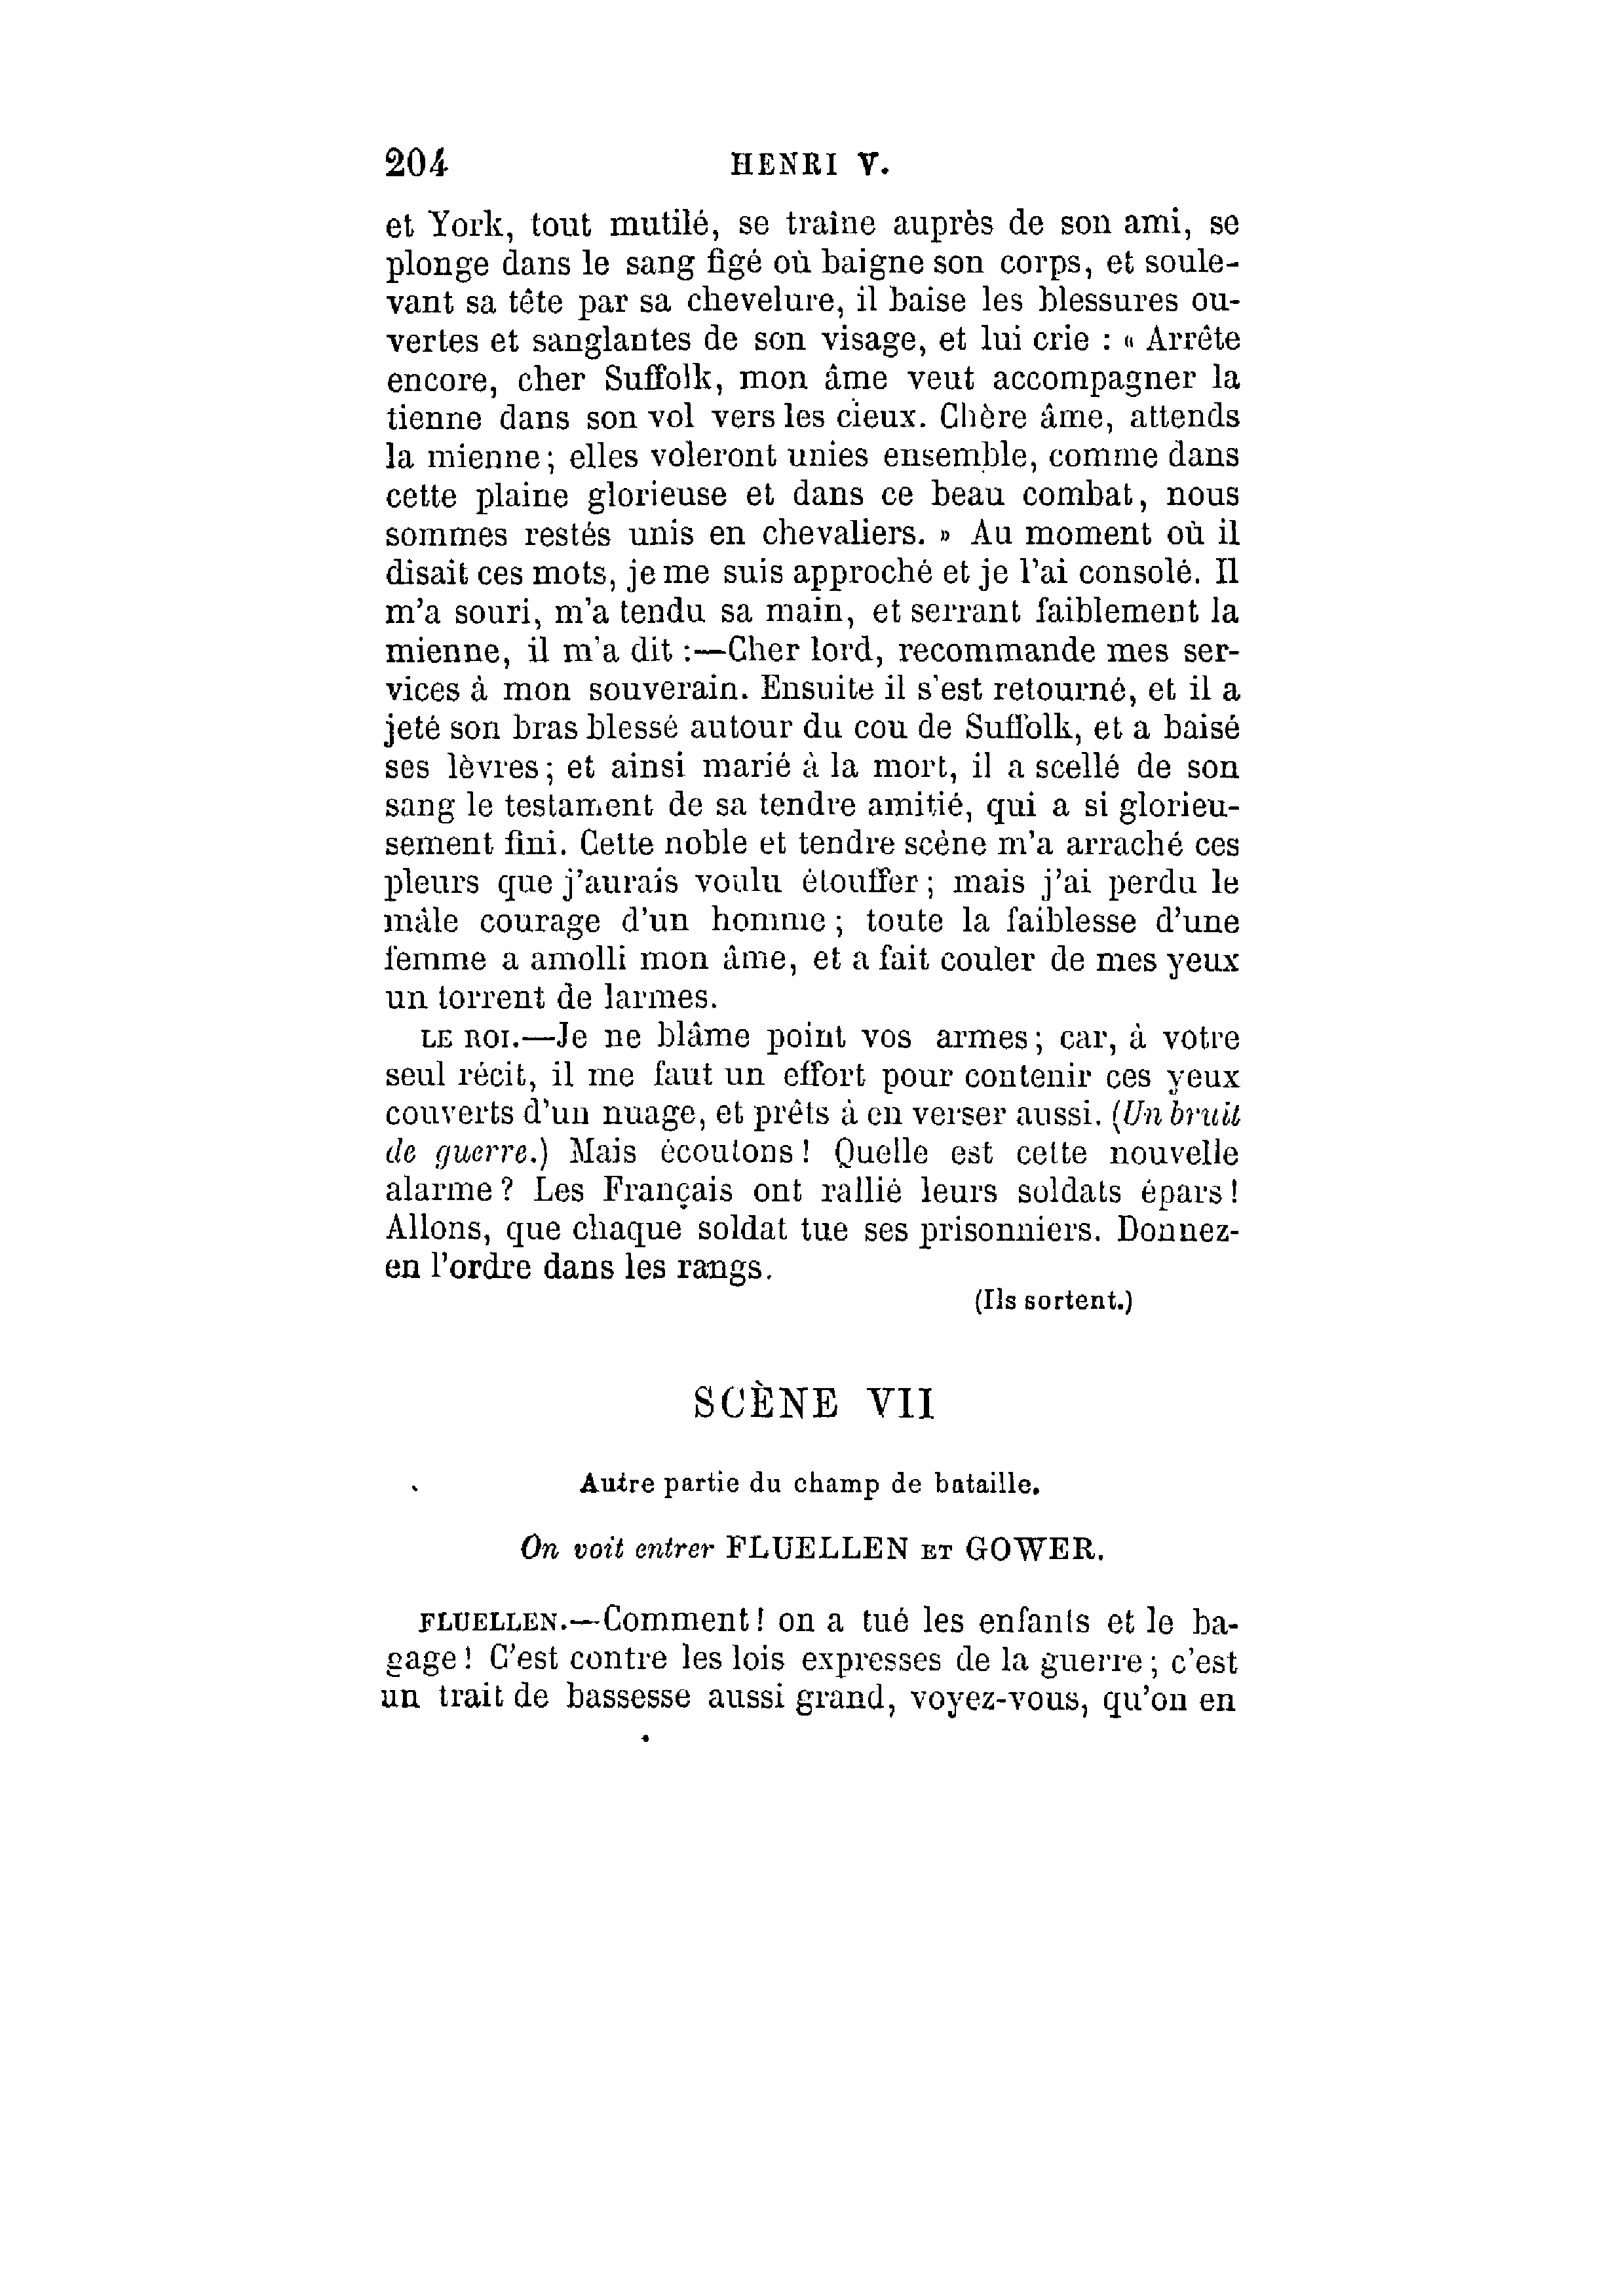 204 HENRI V.
et York, tout mutilé, se traîne auprès de son ami, se
plonge dans le sang figé où baigne son corps, et soule-
vant sa tête par sa chevelure, il baise les blessures ou-
vertes et sanglantes de son visage, et lui crie : « Arrête
encore, cher Suffolk, mon âme veut accompagner la
tienne dans son vol vers les cieux. Chère âme, attends
la mienne ; elles voleront unies ensemble, comme dans
cette plaine glorieuse et dans ce beau combat, nous
sommes restés unis en chevaliers. » Au moment où il
disait ces mots, je me suis approché et je l'ai consolé. Il
m'a souri, m'a tendu sa main, et serrant faiblement la
mienne, il m'a dit :—Cher lord, recommande mes ser-
vices à mon souverain. Ensuite il s'est retourné, et il a
jeté son bras blessé autour du cou de Suffolk, et a baisé
ses lèvres ; et ainsi marié à la mort, il a scellé de son
sang le testament de sa tendre amitié, qui a si glorieu-
sement fini. Cette noble et tendre scène m'a arraché ces
pleurs que j'aurais voulu étouffer ; mais j'ai perdu le
mâle courage d'un homme ; toute la faiblesse d'une
femme a amolli mon âme, et a fait couler de mes yeux
un torrent de larmes.
LE ROI.—Je ne blâme point vos armes ; car, à votre
seul récit, il me faut un effort pour contenir ces yeux
couverts d'un nuage, et prêts à en verser aussi. (Un bruit
de guerre.) Mais écoutons ! Quelle est cette nouvelle
alarme ? Les Français ont rallié leurs soldats épars !
Allons, que chaque soldat tue ses prisonniers. Donnez-
en l'ordre dans les rangs.
(Ils sortent.)
SCÈNE VII
Autre partie du champ de bataille.
On voit entrer FLUELLEN ET GOWER.
FLUELLEN.—Comment ! on a tué les enfants et le ba-
gage ! C'est contre les lois expresses de la guerre ; c'est
un trait de bassesse aussi grand, voyez-vous, qu'on en